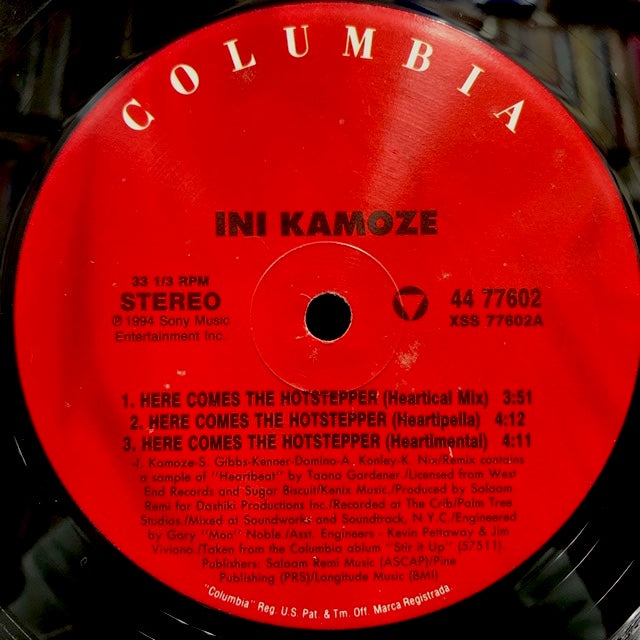 COLUMBIA
INI KAMOZE
33 1/3 RPM
STEREO
℗ 1994 Sony Music
Entertainment Inc.
44 77602
XSS 77602A
1. HERE COMES THE HOTSTEPPER (Heartical Mix) 3:51
2. HERE COMES THE HOTSTEPPER (Heartipella) 4:12
3. HERE COMES THE HOTSTEPPER (Heartimental) 4:11
-J. Kamoze-S. Gibbs-Kenner-Domino-A. Konley-K. Nix/Remix contains
a sample of "Heartbeat" by Taana Gardener /Licensed from West
End Records and Sugar Biscuit/Kenix Music./Produced by Salaam
Remi for Dashiki Productions Inc./Recorded at The Crib/Palm Tree
Studios./Mixed at Soundworks and Soundtrack, N.Y.C./Engineered
by Gary "Mon" Noble /Asst. Engineers - Kevin Pettaway & Jim
Viviano./Taken from the Columbia album "Stir It Up" (57511)
Publishers: Salaam Remi Music (ASCAP)/Pine
Publishing (PRS)/Longitude Music (BMI)
"Columbia" Reg. U.S. Pat. & Tm. Off. Marca Registrada.